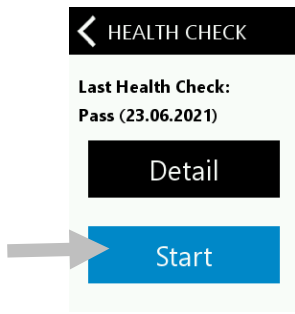 HEALTH CHECK
Last Health Check:
Pass (23.06.2021)
Detail
Start